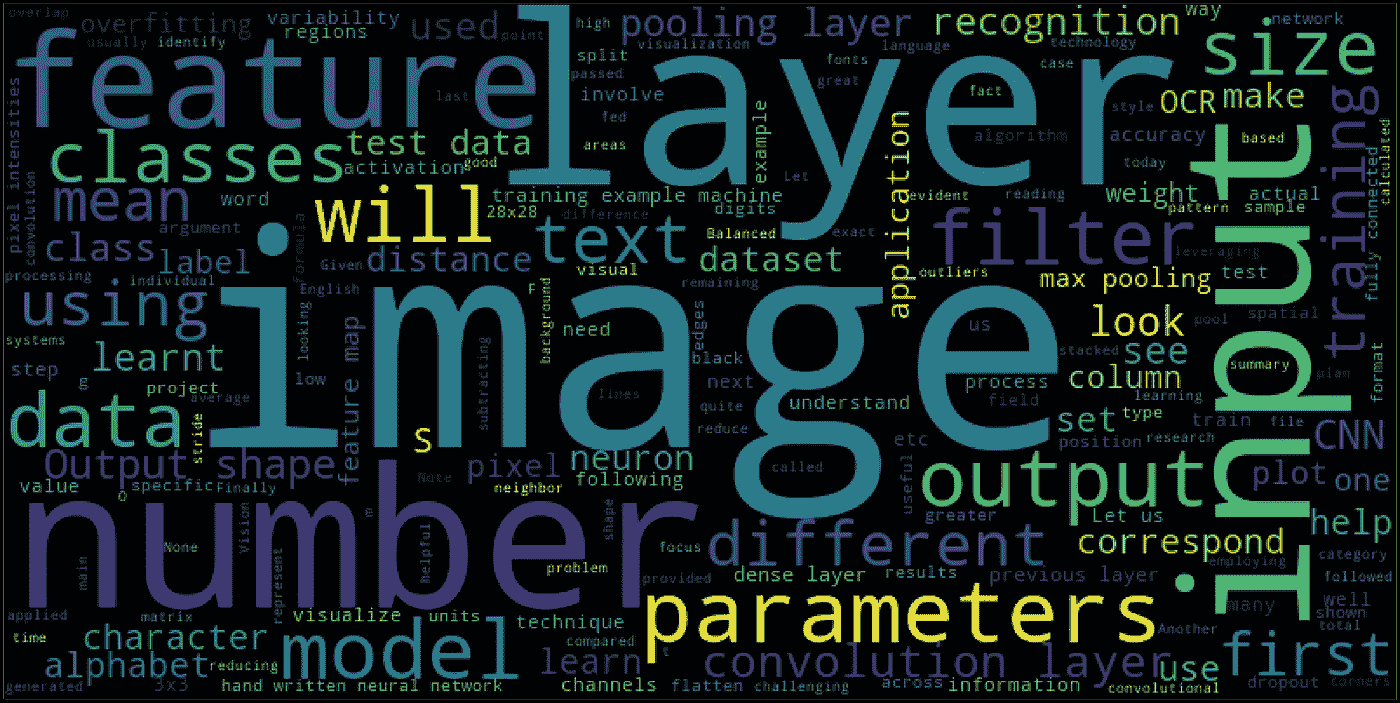 overlap
overfitting
variability
used
high
pooling layer
recognition
way
network
usually
identify
regions
point
split
visualization
language
technology
size
feature
layer
passed
fonts
great
case
fact
style
OCR
make
last
involve
fed
areas
example
application
algorithm
accuracy
based
pixel intensities
classes
test data
activation
good
Let
today
training
calculated
convolution
mean
word
will
training example
machine
evident
reading
weight
actual
28x28
difference
digits
pattern
sample
argument
formula
text
Balanced
exact
filter
leveraging
input
fully connected
class
label
Given
distance
visual
dataset
outliers
max pooling
test
processing
individual
English
F
remaining
pool
spatial
using
image
looking
background
need
edges
us
look
see
stacked
systems
learnt
subtracting
black
summary
format
step
low
feature map
next
process
column
learning
plan
project
average
lines
understand
field
set
type
train
file
data
stride
s
quite
reduce
position
research
CNN
etc
Output shape
pixel
neuron
called
useful
output
plot
one
value
specific
Finally
Note
neighbor
following
number
o
Vision
m
shape
greater
Let us
help
main
None
helpful
focus
different
correspond
category
represent
problem
provided
dense layer
results
previous layer
employing
followed
applied
matrix
visualize
units
technique
parameters
many
well
shown
time
character
model
compared
Another
total
alphabet
reducing
learn
t
convolution layer
use
first
generated
3x3
hand written
neural network
channels
flatten
challenging
across
information
convolutional
dropout
corners